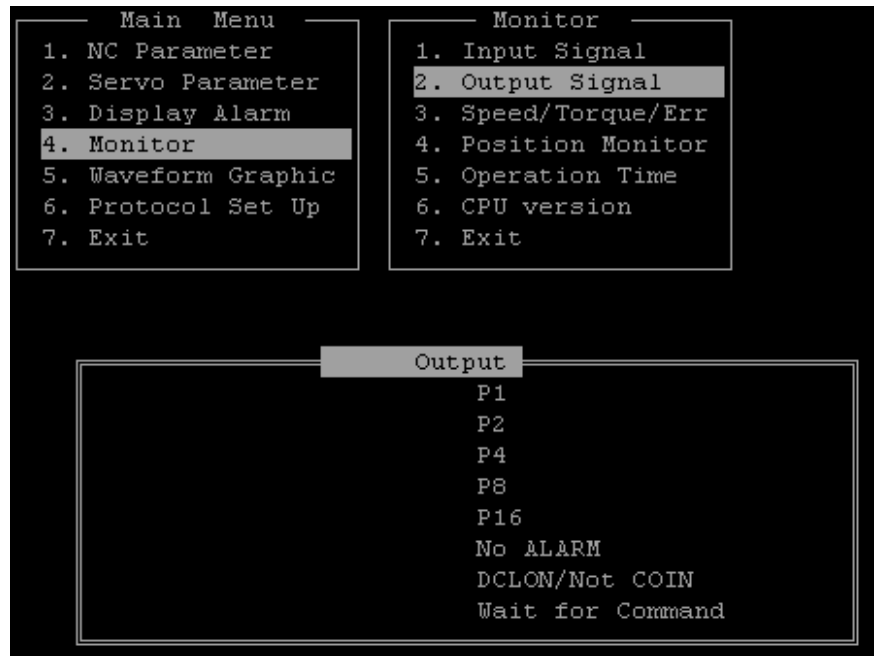 Main Menu
1. NC Parameter
2. Servo Parameter
3. Display Alarm
4. Monitor
5. Waveform Graphic
6. Protocol Set Up
7. Exit
Monitor
1. Input Signal
2. Output Signal
3. Speed/Torque/Err
4. Position Monitor
5. Operation Time
6. CPU version
7. Exit
Output
P1
P2
P4
P8
P16
No ALARM
DCLON/Not COIN
Wait for Command